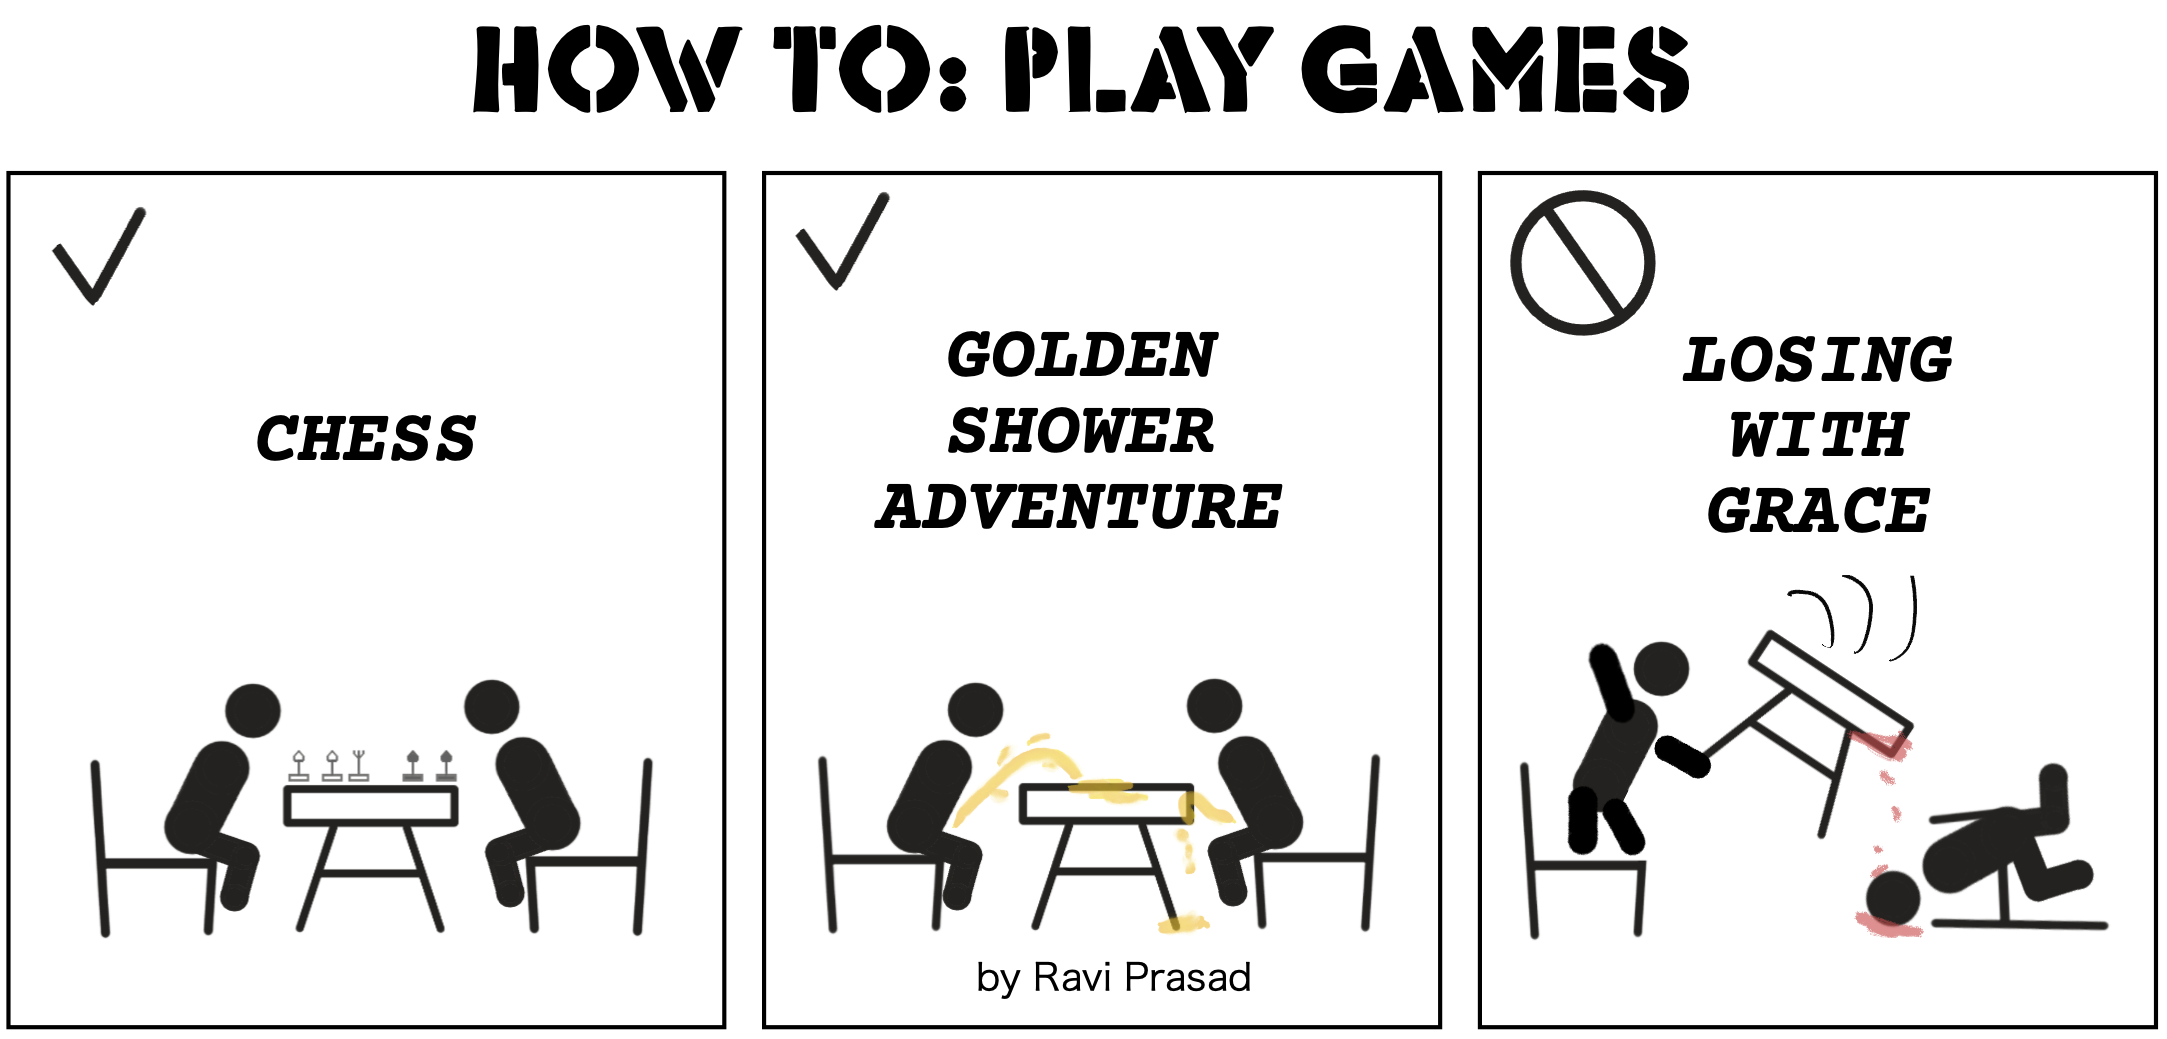 HOW TO: PLAY GAMES
CHESS
GOLDEN
SHOWER
ADVENTURE
by Ravi Prasad
LOSING
WITH
GRACE